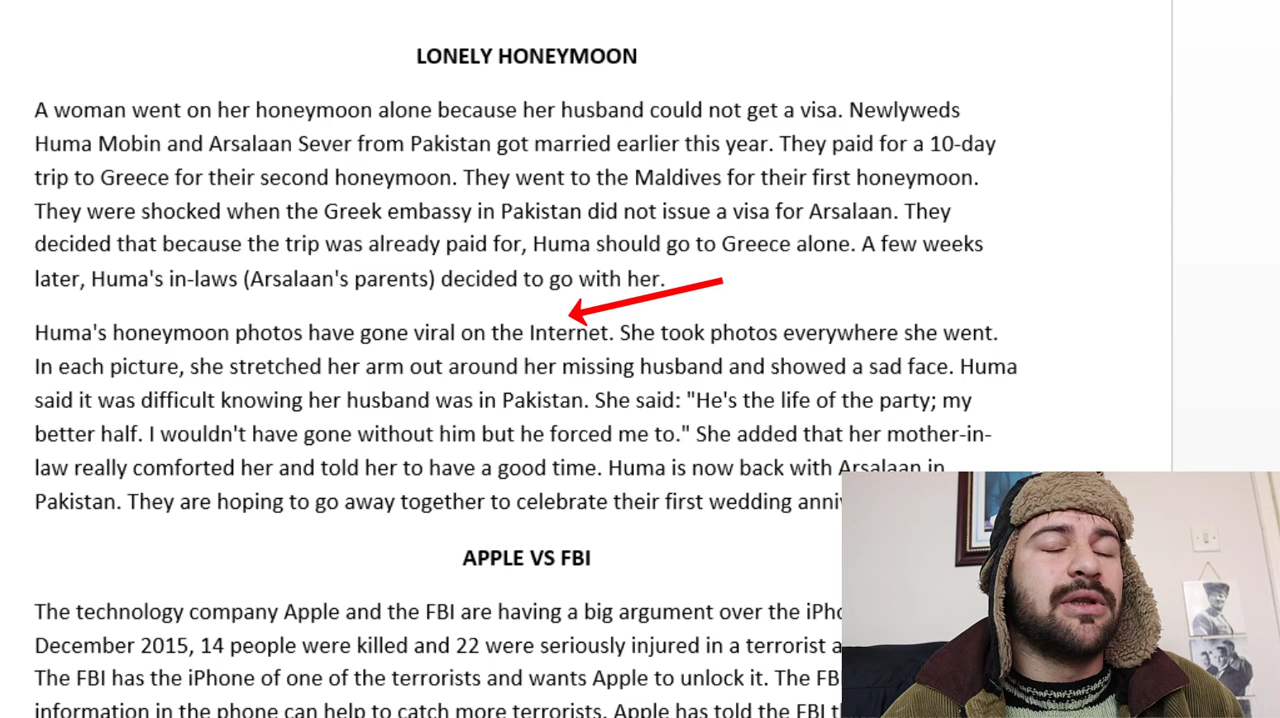 LONELY HONEYMOON
A woman went on her honeymoon alone because her husband could not get a visa. Newlyweds
Huma Mobin and Arsalaan Sever from Pakistan got married earlier this year. They paid for a 10-day
trip to Greece for their second honeymoon. They went to the Maldives for their first honeymoon.
They were shocked when the Greek embassy in Pakistan did not issue a visa for Arsalaan. They
decided that because the trip was already paid for, Huma should go to Greece alone. A few weeks
later, Huma's in-laws (Arsalaan's parents) decided to go with her.
Huma's honeymoon photos have gone viral on the Internet. She took photos everywhere she went.
In each picture, she stretched her arm out around her missing husband and showed a sad face. Huma
said it was difficult knowing her husband was in Pakistan. She said: "He's the life of the party; my
better half. I wouldn't have gone without him but he forced me to." She added that her mother-in-
law really comforted her and told her to have a good time. Huma is now back with Arsalaan in
Pakistan. They are hoping to go away together to celebrate their first wedding
APPLE VS FBI
The technology company Apple and the FBI are having a big argument over the
December 2015, 14 people were killed and 22 were seriously injured in a terrorist
The FBI has the iPhone of one of the terrorists and wants Apple to unlock it. The
information in the phone can help to catch more terrorists. Apple has told the FBI